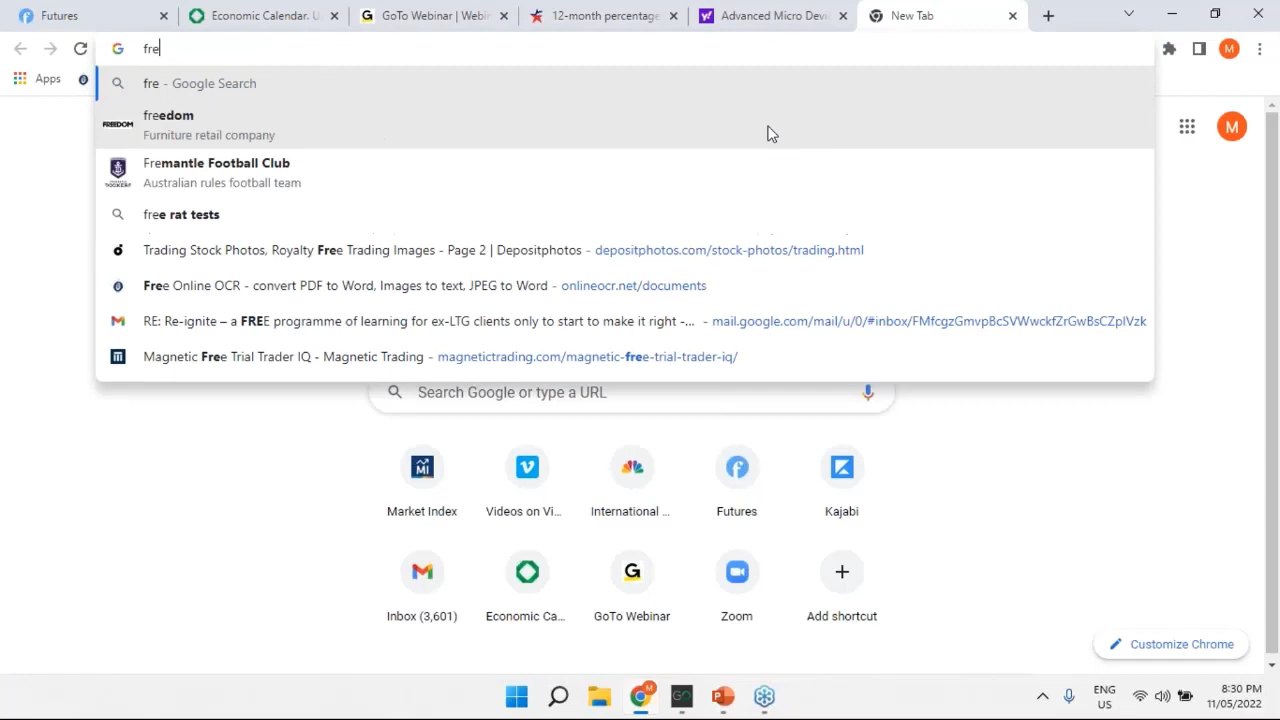 Futures
Economic Calendar. U
GoTo Webinar | Webin
12-month percentage
Advanced Micro Devi
New Tab
fre
M
Apps
fre - Google Search
FREEDOM
freedom
Furniture retail company
Fremantle Football Club
Australian rules football team
free rat tests
M
Trading Stock Photos, Royalty Free Trading Images - Page 2 | Depositphotos - depositphotos.com/stock-photos/trading.html
Free Online OCR - convert PDF to Word, Images to text, JPEG to Word - onlineocr.net/documents
RE: Re-ignite – a FREE programme of learning for ex-LTG clients only to start to make it right -... - mail.google.com/mail/u/0/#inbox/FMfcgzGmvpBcSVWwckfZrGwBsCZplVzk
Magnetic Free Trial Trader IQ - Magnetic Trading - magnetictrading.com/magnetic-free-trial-trader-iq/
Search Google or type a URL
Market Index
Videos on Vi...
International ...
Futures
Kajabi
Inbox (3,601)
Economic Ca...
GoTo Webinar
Zoom
Add shortcut
Customize Chrome
ENG
US
8:30 PM
11/05/2022